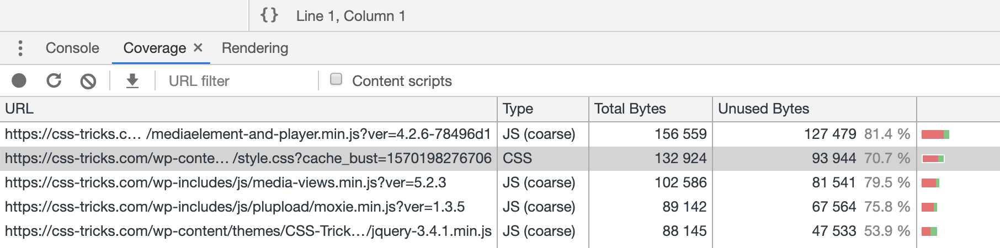 {} Line 1, Column 1
Console Coverage × Rendering
URL filter Content scripts
URL Type Total Bytes Unused Bytes
https://css-tricks.c… /mediaelement-and-player.min.js?ver=4.2.6-78496d1 JS (coarse) 156 559 127 479 81.4 %
https://css-tricks.com/wp-conte… /style.css?cache_bust=1570198276706 CSS 132 924 93 944 70.7 %
https://css-tricks.com/wp-includes/js/media-views.min.js?ver=5.2.3 JS (coarse) 102 586 81 541 79.5 %
https://css-tricks.com/wp-includes/js/plupload/moxie.min.js?ver=1.3.5 JS (coarse) 89 142 67 564 75.8 %
https://css-tricks.com/wp-content/themes/CSS-Trick…/jquery-3.4.1.min.js JS (coarse) 88 145 47 533 53.9 %